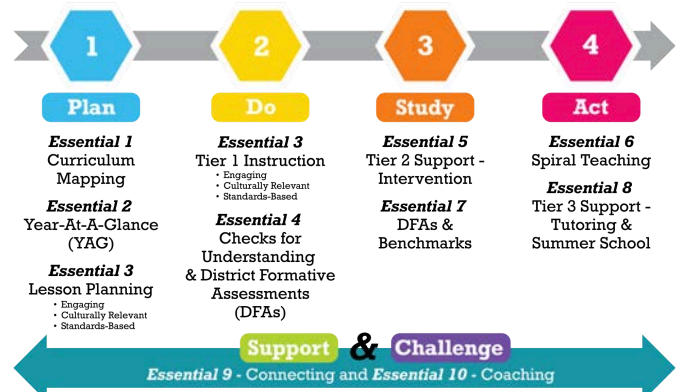 1
Plan
Essential 1
Curriculum
Mapping
Essential 2
Year-At-A-Glance
(YAG)
Essential 3
Lesson Planning
• Engaging
• Culturally Relevant
• Standards-Based
2
Do
Essential 3
Tier 1 Instruction
• Engaging
• Culturally Relevant
• Standards-Based
Essential 4
Checks for
Understanding
& District Formative
Assessments
(DFAs)
3
Study
Essential 5
Tier 2 Support -
Intervention
Essential 7
DFAs &
Benchmarks
4
Act
Essential 6
Spiral Teaching
Essential 8
Tier 3 Support -
Tutoring &
Summer School
Support & Challenge
Essential 9 - Connecting and Essential 10 - Coaching